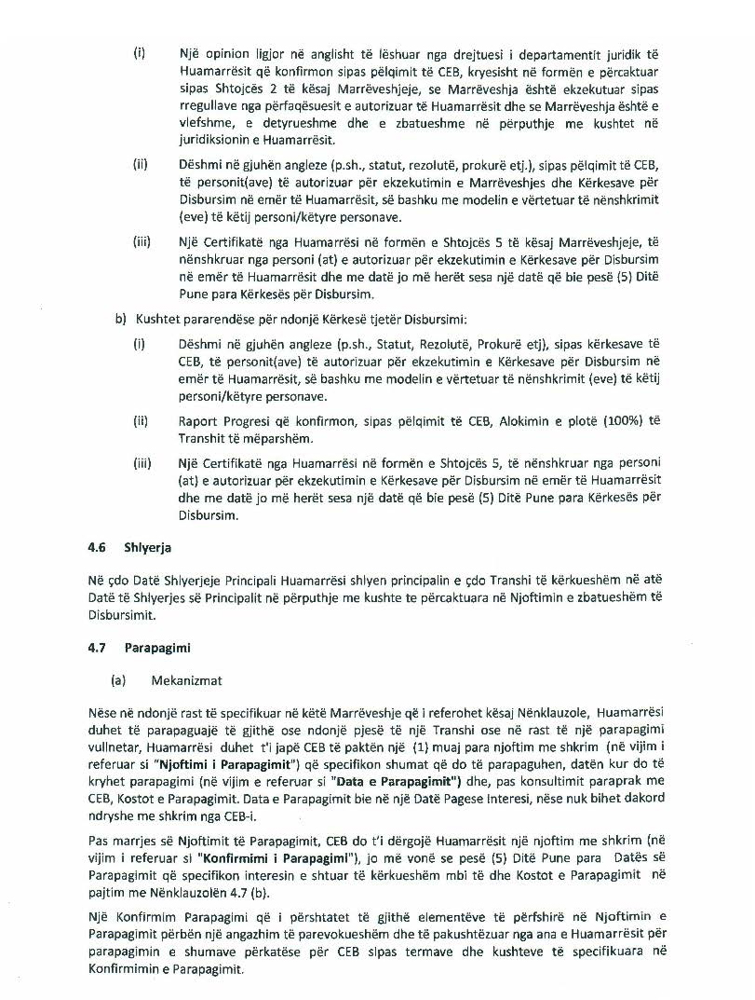 (i) Një opinion ligjor në anglisht të lëshuar nga drejtuesi i departamentit juridik të
Huamarrësit që konfirmon sipas pëlqimit të CEB, kryesisht në formën e përcaktuar
sipas Shtojcës 2 të kësaj Marrëveshjeje, se Marrëveshja është ekzekutuar sipas
rregullave nga përfaqësuesit e autorizuar të Huamarrësit dhe se Marrëveshja është e
vlefshme, e detyrueshme dhe e zbatueshme në përputhje me kushtet në
juridiksionin e Huamarrësit.
(ii) Dëshmi në gjuhën angleze (p.sh., statut, rezolutë, prokurë etj.), sipas pëlqimit të CEB,
të personit(ave) të autorizuar për ekzekutimin e Marrëveshjes dhe Kërkesave për
Disbursim në emër të Huamarrësit, së bashku me modelin e vërtetuar të nënshkrimit
(eve) të këtij personi/këtyre personave.
(iii) Një Certifikatë nga Huamarrësi në formën e Shtojcës 5 të kësaj Marrëveshjeje, të
nënshkruar nga personi (at) e autorizuar për ekzekutimin e Kërkesave për Disbursim
në emër të Huamarrësit dhe me datë jo më herët sesa një datë që bie pesë (5) Ditë
Pune para Kërkesës për Disbursim.
b) Kushtet pararendëse për ndonjë Kërkesë tjetër Disbursimi:
(i) Dëshmi në gjuhën angleze (p.sh., Statut, Rezolutë, Prokurë etj), sipas kërkesave të
CEB, të personit(ave) të autorizuar për ekzekutimin e Kërkesave për Disbursim në
emër të Huamarrësit, së bashku me modelin e vërtetuar të nënshkrimit (eve) të këtij
personi/këtyre personave.
(ii) Raport Progresi që konfirmon, sipas pëlqimit të CEB, Alokimin e plotë (100%) të
Transhit të mëparshëm.
(iii) Një Certifikatë nga Huamarrësi në formën e Shtojcës 5, të nënshkruar nga personi
(at) e autorizuar për ekzekutimin e Kërkesave për Disbursim në emër të Huamarrësit
dhe me datë jo më herët sesa një datë që bie pesë (5) Ditë Pune para Kërkesës për
Disbursim.
4.6 Shlyerja
Në çdo Datë Shlyerjeje Principali Huamarrësi shlyen principalin e çdo Transhi të kërkueshëm në atë
Datë të Shlyerjes së Principalit në përputhje me kushte te përcaktuara në Njoftimin e zbatueshëm të
Disbursimit.
4.7 Parapagimi
(a) Mekanizmat
Nëse në ndonjë rast të specifikuar në këtë Marrëveshje që i referohet kësaj Nënklauzole, Huamarrësi
duhet të parapaguajë të gjithë ose ndonjë pjesë të një Transhi ose në rast të një parapagimi
vullnetar, Huamarrësi duhet t'i japë CEB të paktën një (1) muaj para njoftim me shkrim (në vijim i
referuar si "Njoftimi i Parapagimit") që specifikon shumat që do të parapaguhen, datën kur do të
kryhet parapagimi (në vijim e referuar si "Data e Parapagimit") dhe, pas konsultimit paraprak me
CEB, Kostot e Parapagimit. Data e Parapagimit bie në një Datë Pagese Interesi, nëse nuk bihet dakord
ndryshe me shkrim nga CEB-i.
Pas marrjes së Njoftimit të Parapagimit, CEB do t'i dërgojë Huamarrësit një njoftim me shkrim (në
vijim i referuar si "Konfirmimi i Parapagimi"), jo më vonë se pesë (5) Ditë Pune para Datës së
Parapagimit që specifikon interesin e shtuar të kërkueshëm mbi të dhe Kostot e Parapagimit në
pajtim me Nënklauzolën 4.7 (b).
Një Konfirmim Parapagimi që i përshtatet të gjithë elementëve të përfshirë në Njoftimin e
Parapagimit përbën një angazhim të parevokueshëm dhe të pakushtëzuar nga ana e Huamarrësit për
parapagimin e shumave përkatëse për CEB sipas termave dhe kushteve të specifikuara në
Konfirmimin e Parapagimit.